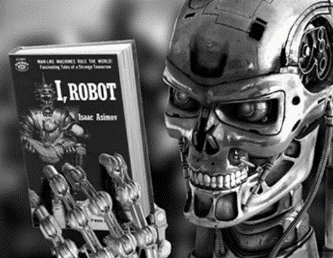 MAN-LIKE MACHINES RULE THE WORLD!
Fascinating Tales of a Strange Tomorrow
I, ROBOT
Isaac Asimov